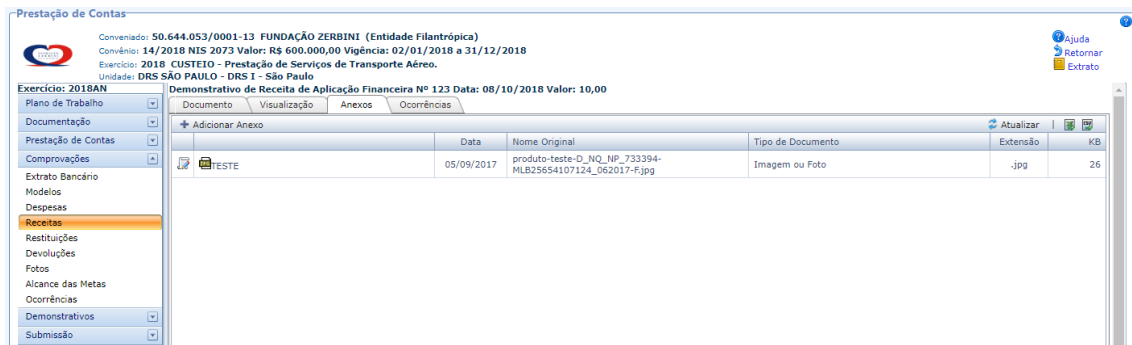 Prestação de Contas
Conveniado: 50.644.053/0001-13 FUNDAÇÃO ZERBINI (Entidade Filantrópica)
Convênio: 14/2018 NIS 2073 Valor: R$ 600.000,00 Vigência: 02/01/2018 a 31/12/2018
Exercício: 2018 CUSTEIO - Prestação de Serviços de Transporte Aéreo.
Unidade: DRS SÃO PAULO - DRS I - São Paulo
Ajuda
Retornar
Extrato
Exercício: 2018AN
Plano de Trabalho
Documentação
Prestação de Contas
Comprovações
Extrato Bancário
Modelos
Despesas
Receitas
Restituições
Devoluções
Fotos
Alcance das Metas
Ocorrências
Demonstrativos
Submissão
Demonstrativo de Receita de Aplicação Financeira Nº 123 Data: 08/10/2018 Valor: 10,00
Documento Visualização Anexos Ocorrências
Adicionar Anexo Atualizar
Data Nome Original Tipo de Documento Extensão KB
TESTE 05/09/2017 produto-teste-D_NQ_NP_733394- Imagem ou Foto .jpg 26
MLB25654107124_062017-F.jpg